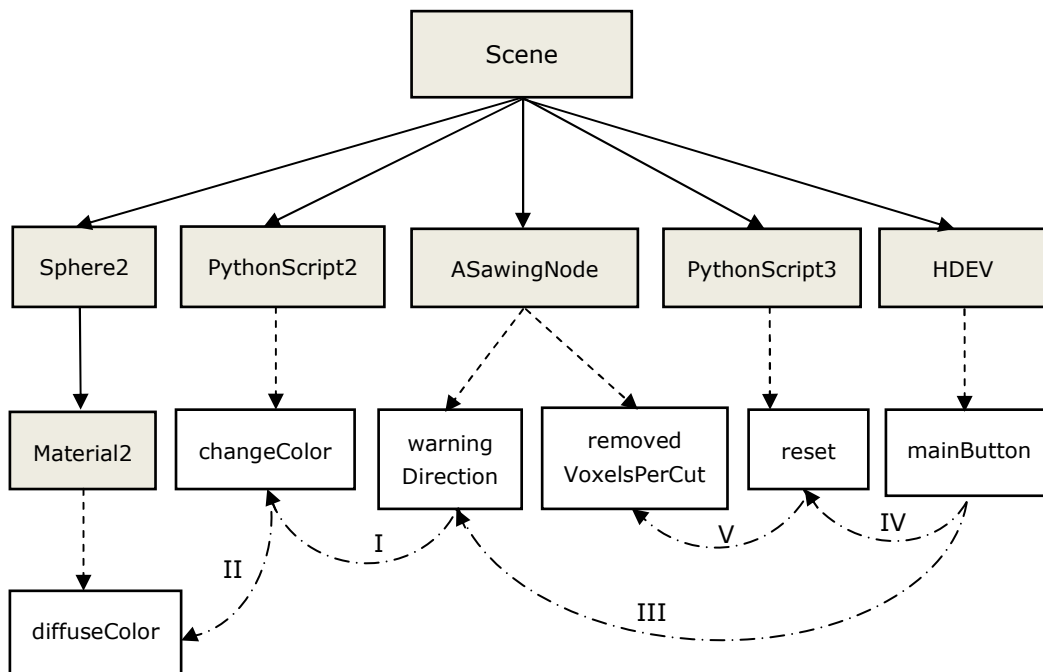 Scene
Sphere2
PythonScript2
ASawingNode
PythonScript3
HDEV
Material2
changeColor
warning
Direction
removed
VoxelsPerCut
reset
mainButton
I
V
IV
II
III
diffuseColor